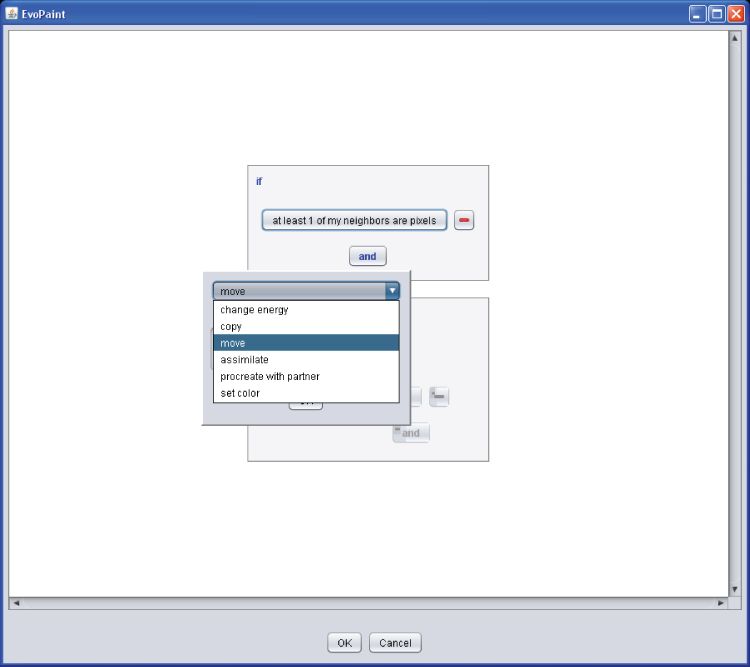 EvoPaint
if
at least 1 of my neighbors are pixels
and
move
change energy
copy
move
assimilate
procreate with partner
set color
and
OK
Cancel